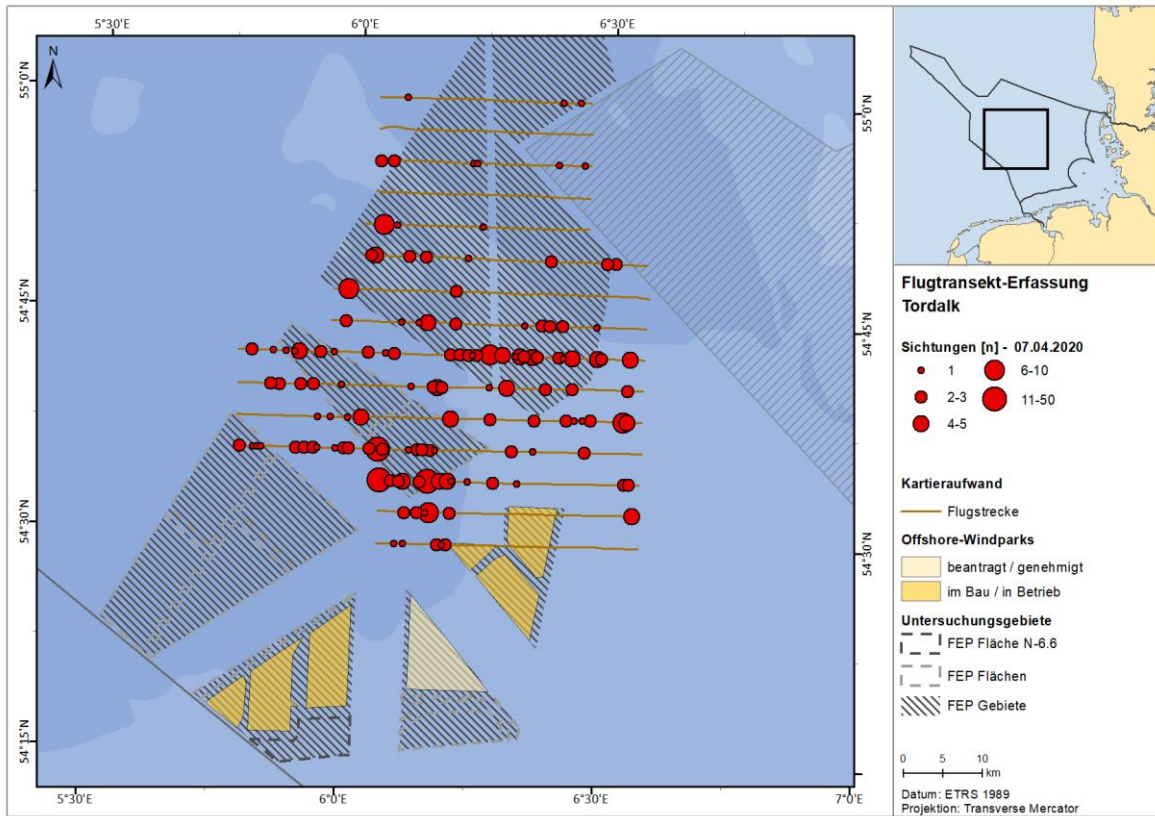 5°30'E
6°0'E
6°30'E
N
55°0'N
55°0'N
54°45'N
54°45'N
54°30'N
54°30'N
54°15'N
5°30'E
6°0'E
6°30'E
7°0'E
Flugtransekt-Erfassung
Tordalk
Sichtungen [n] - 07.04.2020
1
6-10
2-3
11-50
4-5
Kartieraufwand
Flugstrecke
Offshore-Windparks
beantragt / genehmigt
im Bau / in Betrieb
Untersuchungsgebiete
FEP Fläche N-6.6
FEP Flächen
FEP Gebiete
0 5 10
km
Datum: ETRS 1989
Projektion: Transverse Mercator